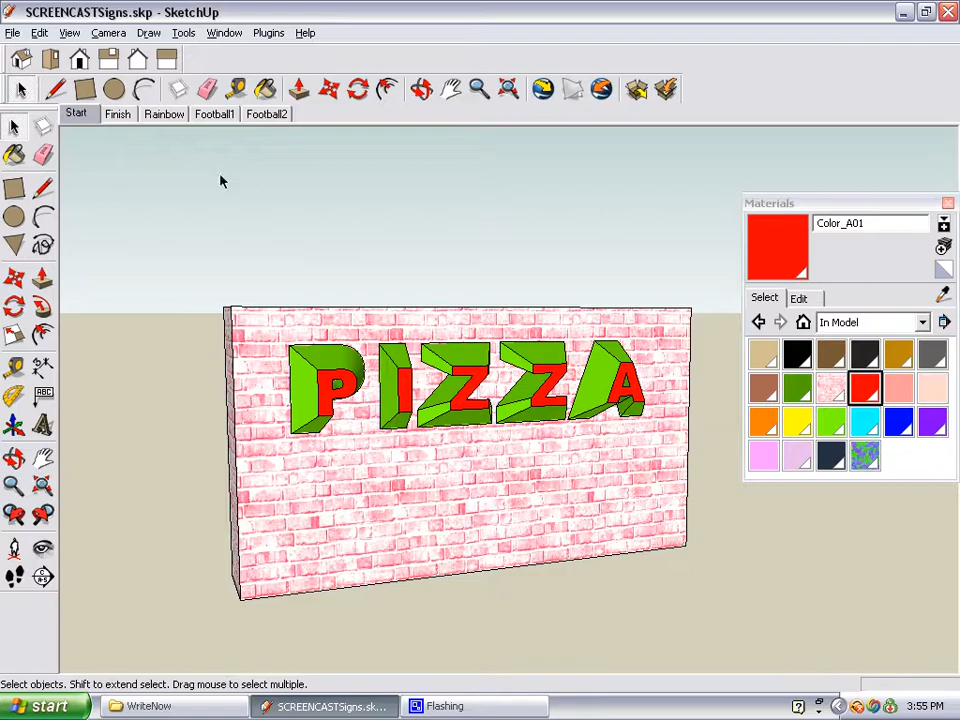 SCREENCASTSigns.skp - SketchUp
File Edit View Camera Draw Tools Window Plugins Help
Start Finish Rainbow Football1 Football2
Materials
Color_A01
Select Edit
In Model
PIZZA
ABC
A
Select objects. Shift to extend select. Drag mouse to select multiple.
start WriteNow SCREENCASTSigns.sk... Flashing 3:55 PM